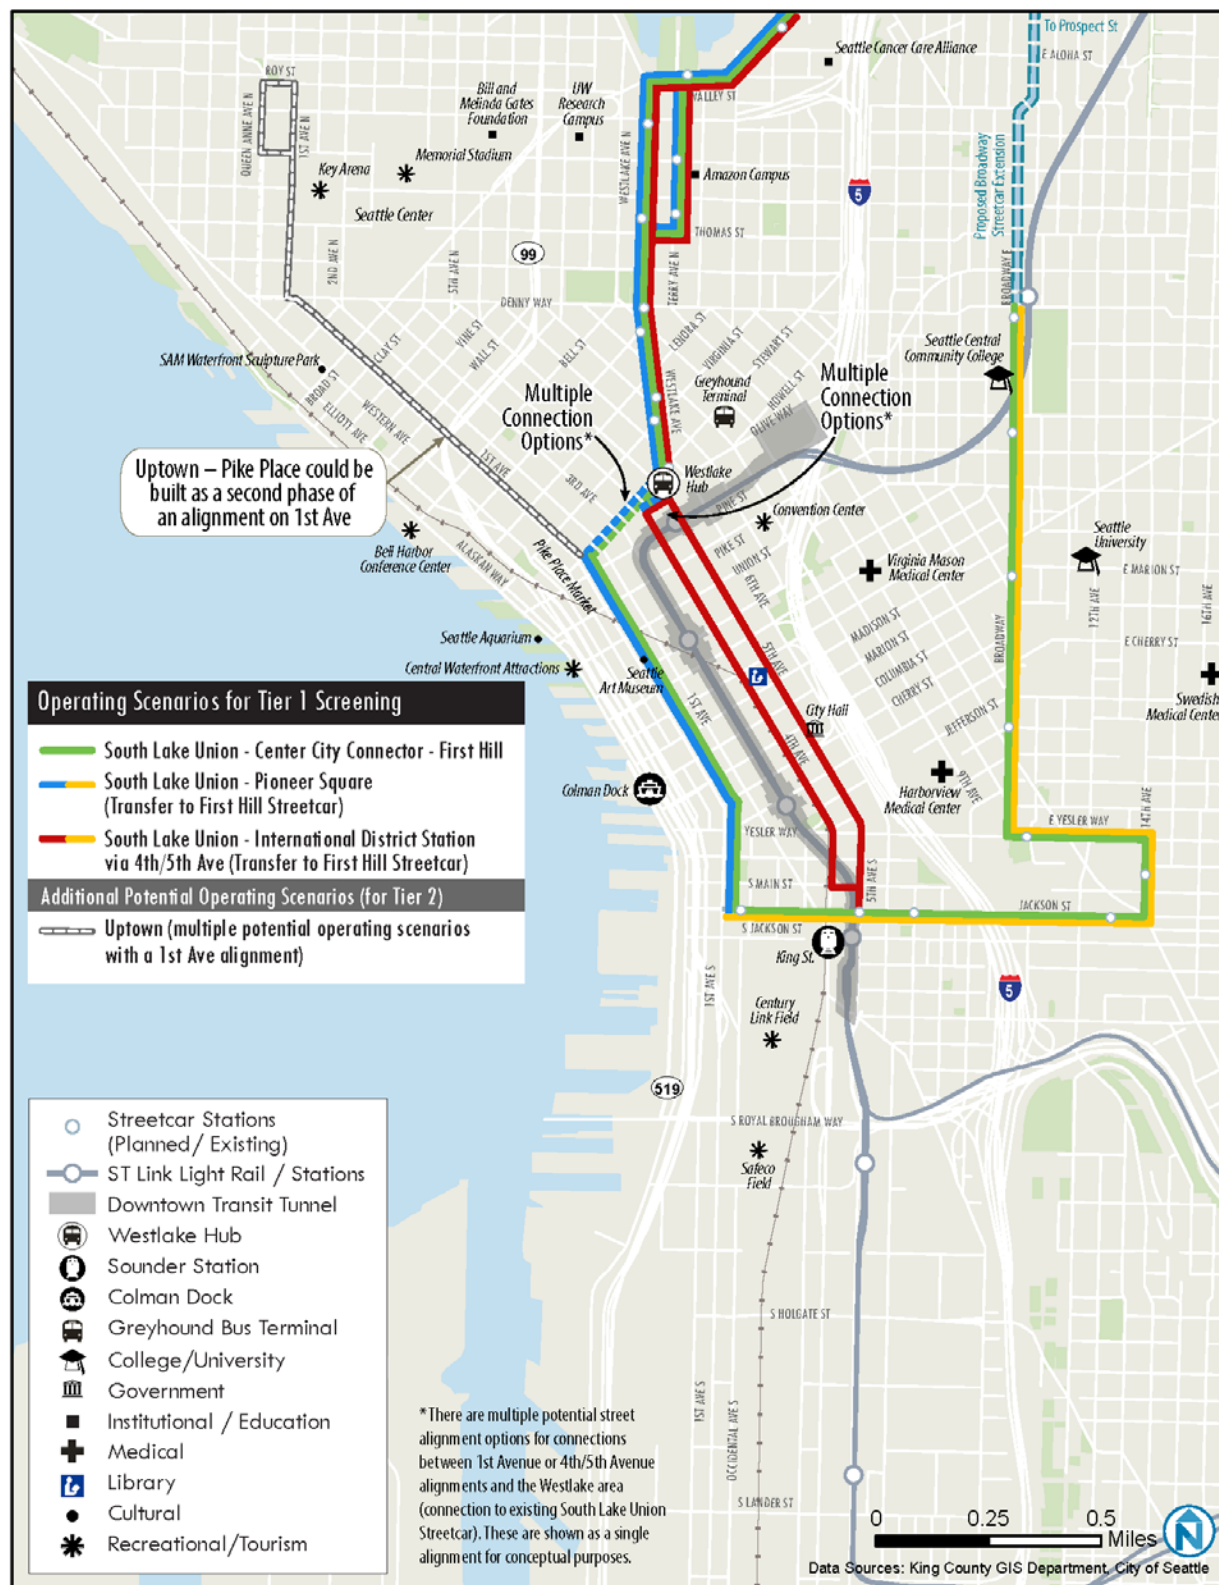 To Prospect St
E ALOHA ST
Seattle Cancer Care Alliance
ROY ST
Bill and
Melinda Gates
Foundation
UW
Research
Campus
VALLEY ST
QUEEN ANNE AVE N
1ST AVE N
WESTLAKE AVE N
Memorial Stadium
Key Arena
Amazon Campus
5
Seattle Center
Proposed Broadway
Streetcar Extension
THOMAS ST
99
2ND AVE N
5TH AVE N
TERRY AVE N
BROADWAY E
DENNY WAY
LENORA ST
VIRGINIA ST
STEWART ST
VINE ST
CLAY ST
WALL ST
BELL ST
SAM Waterfront Sculpture Park
Seattle Central
Community College
BROAD ST
ELLIOTT AVE
WESTERN AVE
WESTLAKE AVE
Greyhound
Terminal
HOWELL ST
OLIVE WAY
Multiple
Connection
Options*
Multiple
Connection
Options*
1ST AVE
3RD AVE
Uptown – Pike Place could be
built as a second phase of
an alignment on 1st Ave
Westlake
Hub
PINE ST
Convention Center
PIKE ST
UNION ST
6TH AVE
Seattle
University
Bell Harbor
Conference Center
ALASKAN WAY
Pike Place Market
Virginia Mason
Medical Center
E MARION ST
12TH AVE
16TH AVE
MADISON ST
MARION ST
COLUMBIA ST
CHERRY ST
BROADWAY
E CHERRY ST
Seattle Aquarium
Central Waterfront Attractions
Seattle
Art Museum
5TH AVE
1ST AVE
4TH AVE
City Hall
JEFFERSON ST
Swedish
Medical Center
Operating Scenarios for Tier 1 Screening
South Lake Union - Center City Connector - First Hill
South Lake Union - Pioneer Square
(Transfer to First Hill Streetcar)
South Lake Union - International District Station
via 4th/5th Ave (Transfer to First Hill Streetcar)
Additional Potential Operating Scenarios (for Tier 2)
Uptown (multiple potential operating scenarios
with a 1st Ave alignment)
Colman Dock
Harborview
Medical Center
9TH AVE
14TH AVE
YESLER WAY
E YESLER WAY
S MAIN ST
5TH AVE S
JACKSON ST
S JACKSON ST
King St.
1ST AVE S
5
Century
Link Field
519
S ROYAL BROUGHAM WAY
Safeco
Field
Streetcar Stations
(Planned/ Existing)
ST Link Light Rail / Stations
Downtown Transit Tunnel
Westlake Hub
Sounder Station
Colman Dock
Greyhound Bus Terminal
College/University
Government
Institutional / Education
Medical
Library
Cultural
Recreational/Tourism
S HOLGATE ST
1ST AVE S
OCCIDENTAL AVE S
S LANDER ST
*There are multiple potential street
alignment options for connections
between 1st Avenue or 4th/5th Avenue
alignments and the Westlake area
(connection to existing South Lake Union
Streetcar). These are shown as a single
alignment for conceptual purposes.
0 0.25 0.5
Miles
N
Data Sources: King County GIS Department, City of Seattle